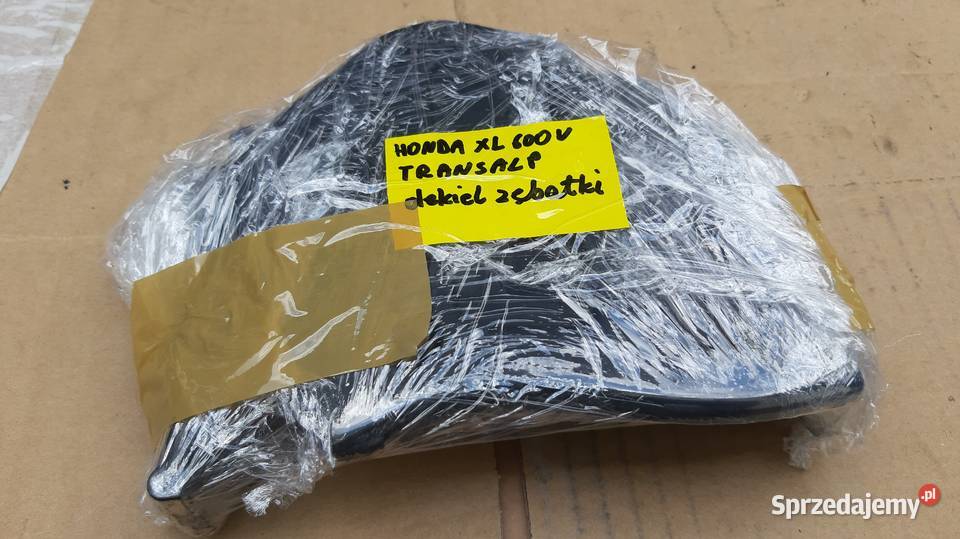 HONDA XL 600V
TRANSALP
dekiel zębatki
Sprzedajemy.pl